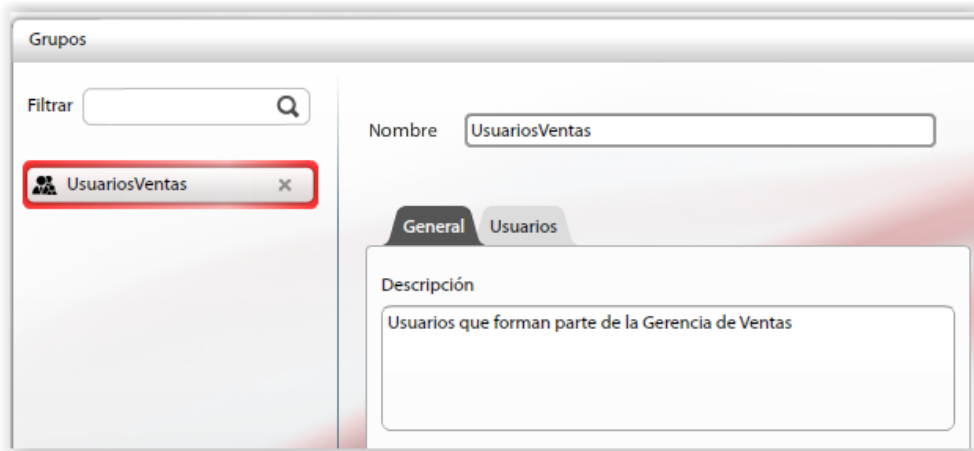 Grupos
Filtrar
UsuariosVentas
Nombre
UsuariosVentas
General
Usuarios
Descripción
Usuarios que forman parte de la Gerencia de Ventas